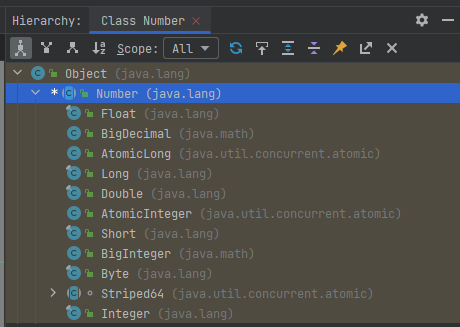 Hierarchy: Class Number
Scope: All
Object (java.lang)
* Number (java.lang)
Float (java.lang)
BigDecimal (java.math)
AtomicLong (java.util.concurrent.atomic)
Long (java.lang)
Double (java.lang)
AtomicInteger (java.util.concurrent.atomic)
Short (java.lang)
BigInteger (java.math)
Byte (java.lang)
Striped64 (java.util.concurrent.atomic)
Integer (java.lang)